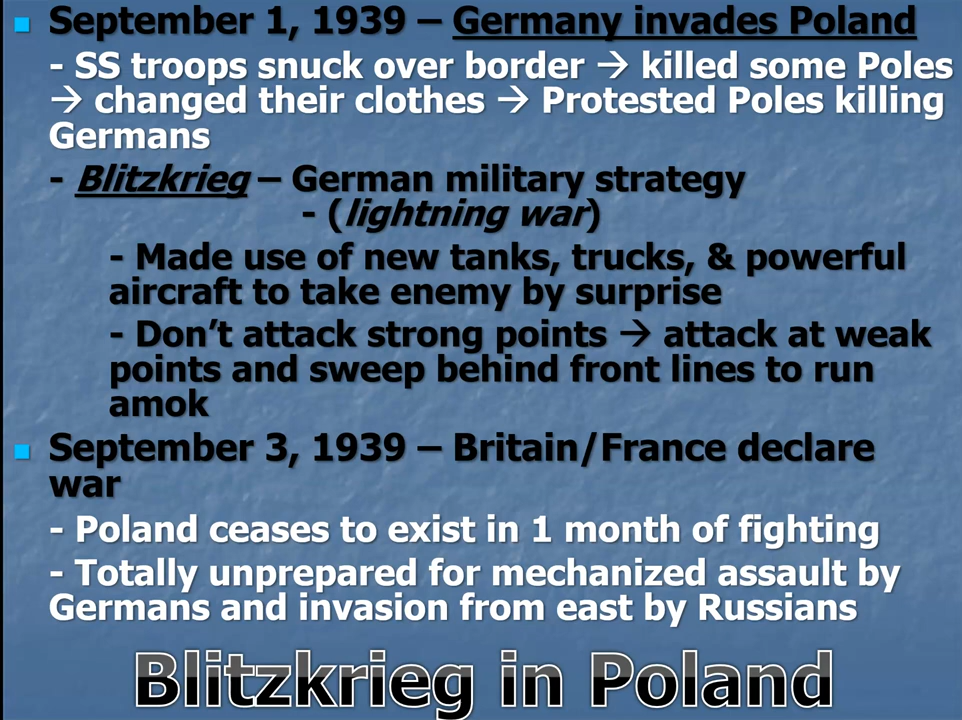 September 1, 1939 – Germany invades Poland
- SS troops snuck over border → killed some Poles
→ changed their clothes → Protested Poles killing
Germans
- Blitzkrieg – German military strategy
- (lightning war)
- Made use of new tanks, trucks, & powerful
aircraft to take enemy by surprise
- Don’t attack strong points → attack at weak
points and sweep behind front lines to run
amok
September 3, 1939 – Britain/France declare
war
- Poland ceases to exist in 1 month of fighting
- Totally unprepared for mechanized assault by
Germans and invasion from east by Russians
Blitzkrieg in Poland